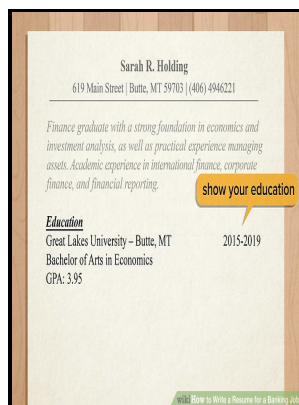 Sarah R. Holding
619 Main Street | Butte, MT 59703 | (406) 4946221
Finance graduate with a strong foundation in economics and
investment analysis, as well as practical experience managing
assets. Academic experience in international finance, corporate
finance, and financial reporting.
show your education
Education
Great Lakes University – Butte, MT 2015-2019
Bachelor of Arts in Economics
GPA: 3.95
wikiHow to Write a Resume for a Banking Job